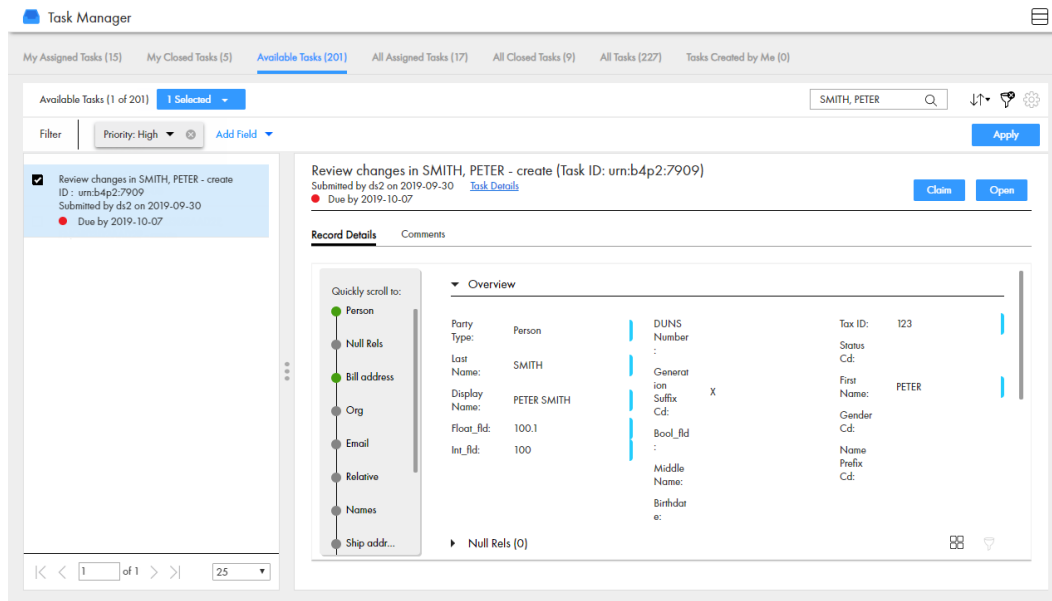 Task Manager
My Assigned Tasks (15)
My Closed Tasks (5)
Available Tasks (201)
All Assigned Tasks (17)
All Closed Tasks (9)
All Tasks (227)
Tasks Created by Me (0)
Available Tasks (1 of 201)
1 Selected
SMITH, PETER
Filter
Priority: High
Add Field
Apply
Review changes in SMITH, PETER - create
ID : urn:b4p2:7909
Submitted by ds2 on 2019-09-30
Due by 2019-10-07
1 of 1
25
Review changes in SMITH, PETER - create (Task ID: urn:b4p2:7909)
Submitted by ds2 on 2019-09-30 Task Details
Due by 2019-10-07
Claim
Open
Record Details
Comments
Quickly scroll to:
Person
Null Rels
Bill address
Org
Email
Relative
Names
Ship addr...
Overview
Party
Type:
Person
Last
Name:
SMITH
Display
Name:
PETER SMITH
Float_fld:
100.1
Int_fld:
100
DUNS
Number
:
Generat
ion
Suffix
Cd:
X
Bool_fld
:
Middle
Name:
Birthdat
e:
Tax ID:
123
Status
Cd:
First
Name:
PETER
Gender
Cd:
Name
Prefix
Cd:
Null Rels (0)